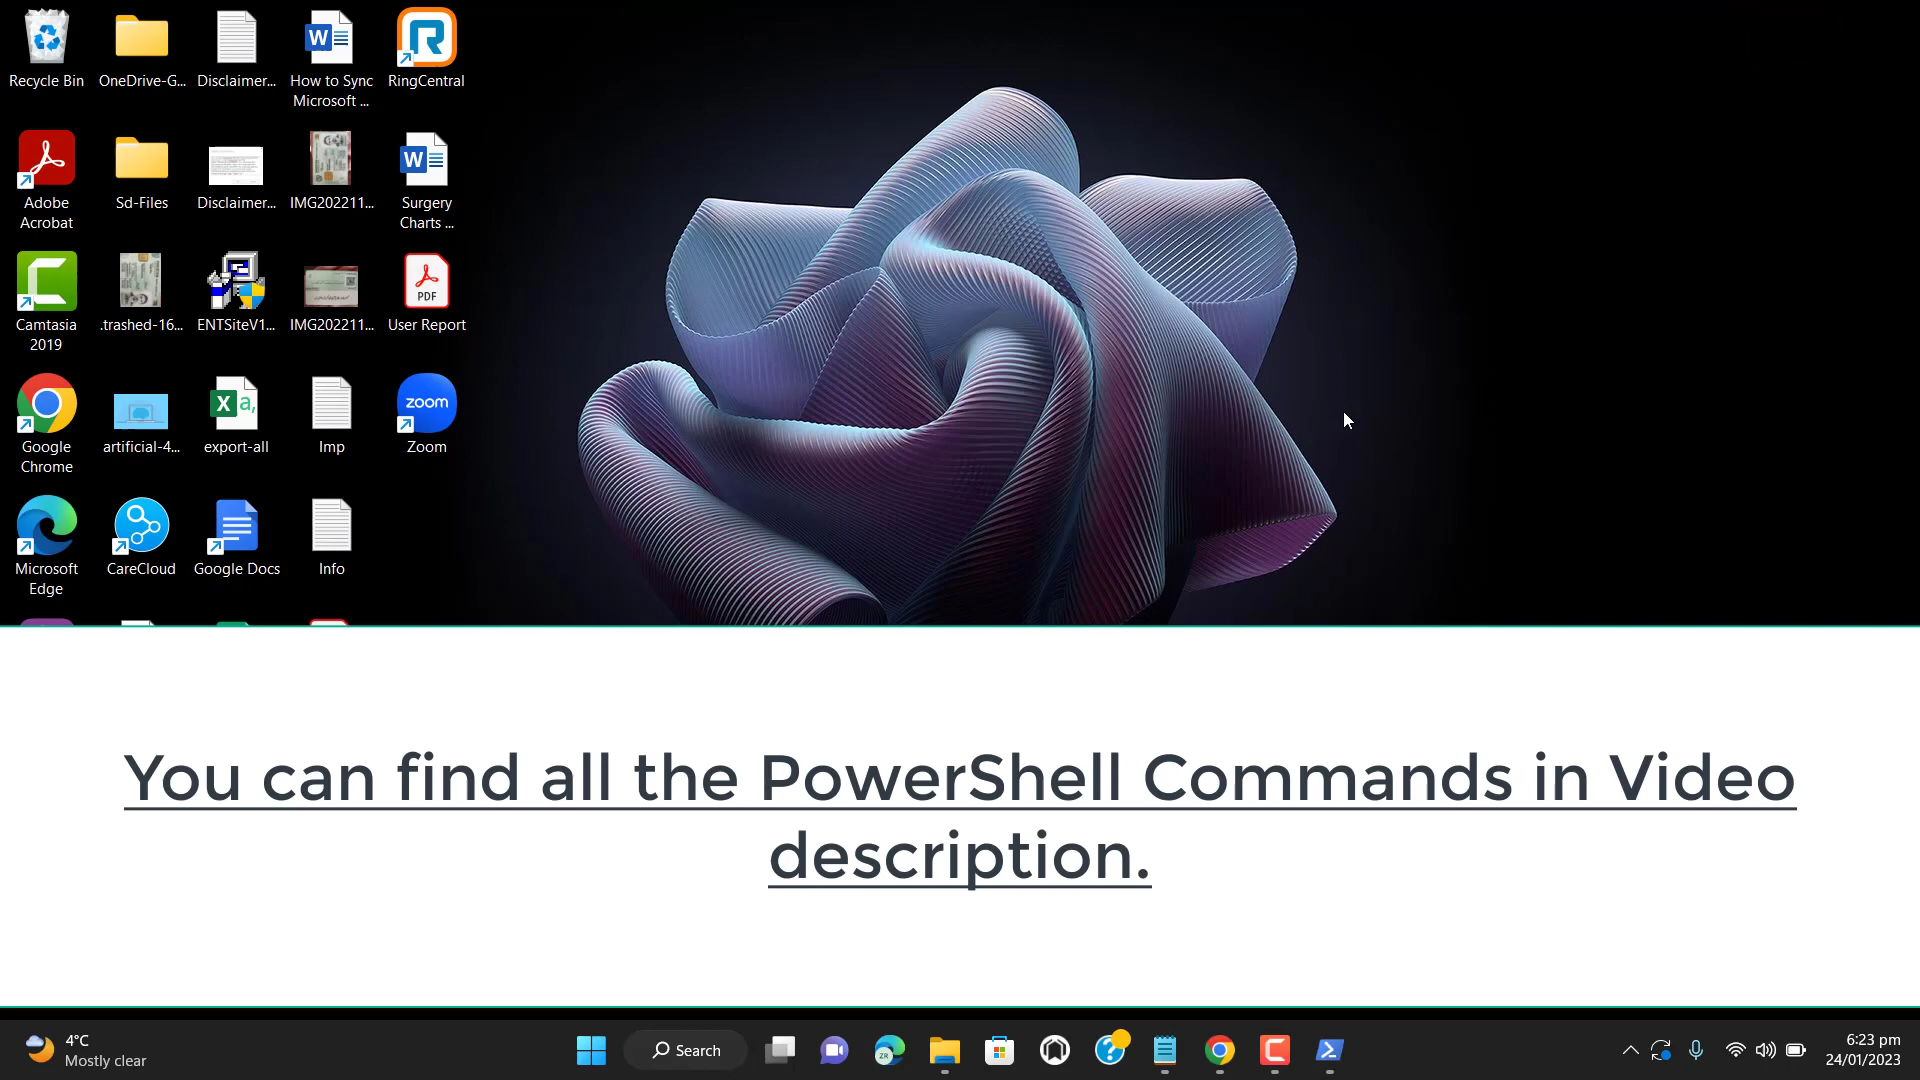 Recycle Bin
OneDrive-G...
Disclaimer...
How to Sync
Microsoft ...
RingCentral
Adobe
Acrobat
Sd-Files
Disclaimer...
IMG202211...
Surgery
Charts ...
PDF
Camtasia
2019
.trashed-16...
ENTSiteV1...
IMG202211...
User Report
zoom
Google
Chrome
artificial-4...
export-all
Imp
Zoom
Microsoft
Edge
CareCloud
Google Docs
Info
You can find all the PowerShell Commands in Video
description.
4°C
Mostly clear
Search
ZR
6:23 pm
24/01/2023